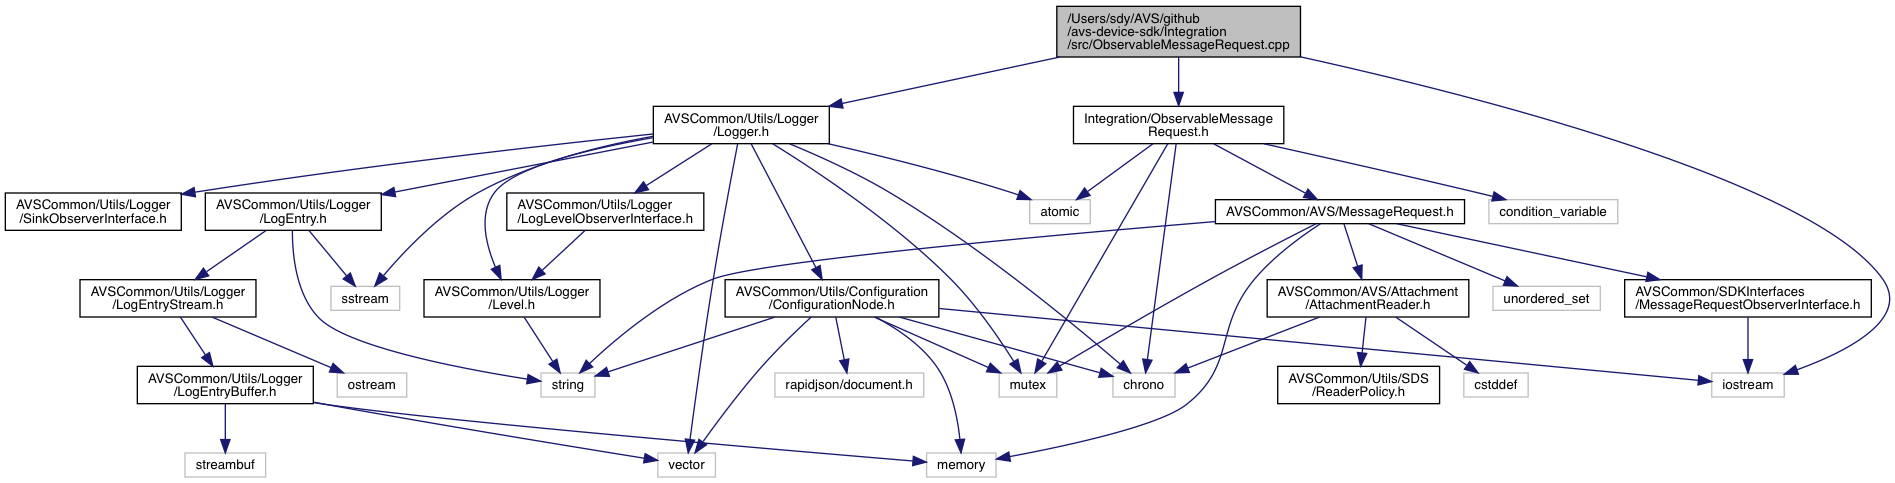 /Users/sdy/AVS/github
/avs-device-sdk/Integration
/src/ObservableMessageRequest.cpp
AVSCommon/Utils/Logger
/Logger.h
Integration/ObservableMessage
Request.h
AVSCommon/Utils/Logger
/SinkObserverInterface.h
AVSCommon/Utils/Logger
/LogEntry.h
AVSCommon/Utils/Logger
/LogLevelObserverInterface.h
atomic
AVSCommon/AVS/MessageRequest.h
condition_variable
AVSCommon/Utils/Logger
/LogEntryStream.h
sstream
AVSCommon/Utils/Logger
/Level.h
AVSCommon/Utils/Configuration
/ConfigurationNode.h
AVSCommon/AVS/Attachment
/AttachmentReader.h
unordered_set
AVSCommon/SDKInterfaces
/MessageRequestObserverInterface.h
AVSCommon/Utils/Logger
/LogEntryBuffer.h
ostream
string
rapidjson/document.h
mutex
chrono
AVSCommon/Utils/SDS
/ReaderPolicy.h
cstddef
iostream
streambuf
vector
memory